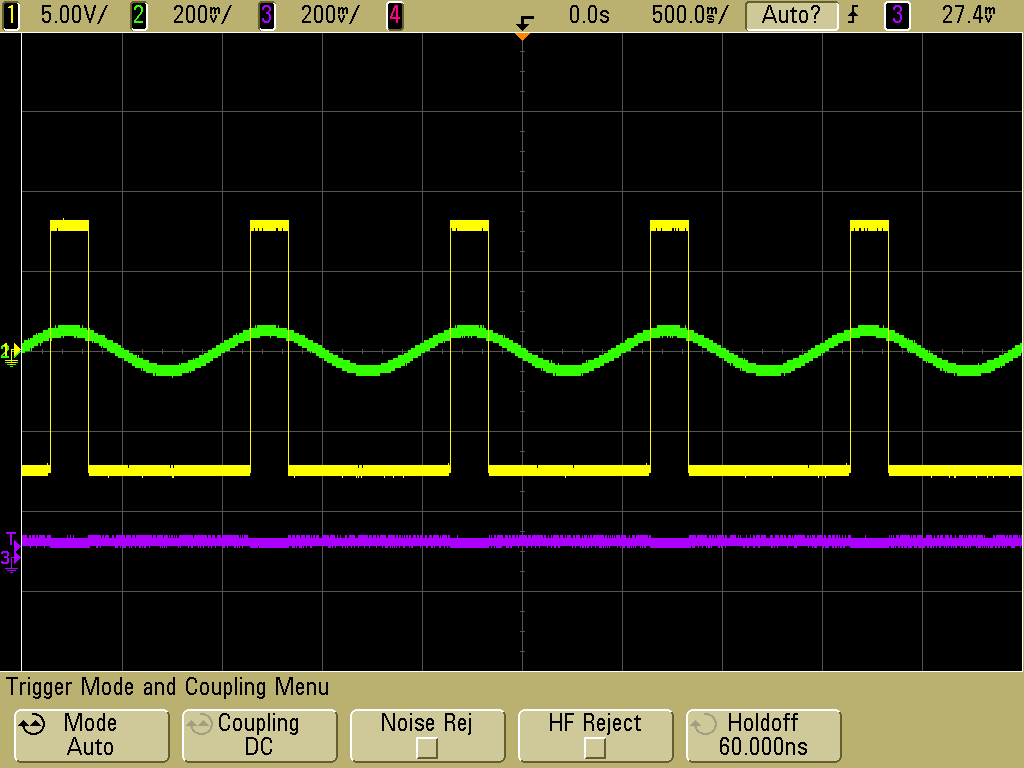 1 5.00V/ 2 200mV/ 3 200mV/ 4 0.0s 500.0ms/ Auto? 3 27.4mV
T
3
Trigger Mode and Coupling Menu
Mode Coupling Noise Rej HF Reject Holdoff
Auto DC 60.000ns